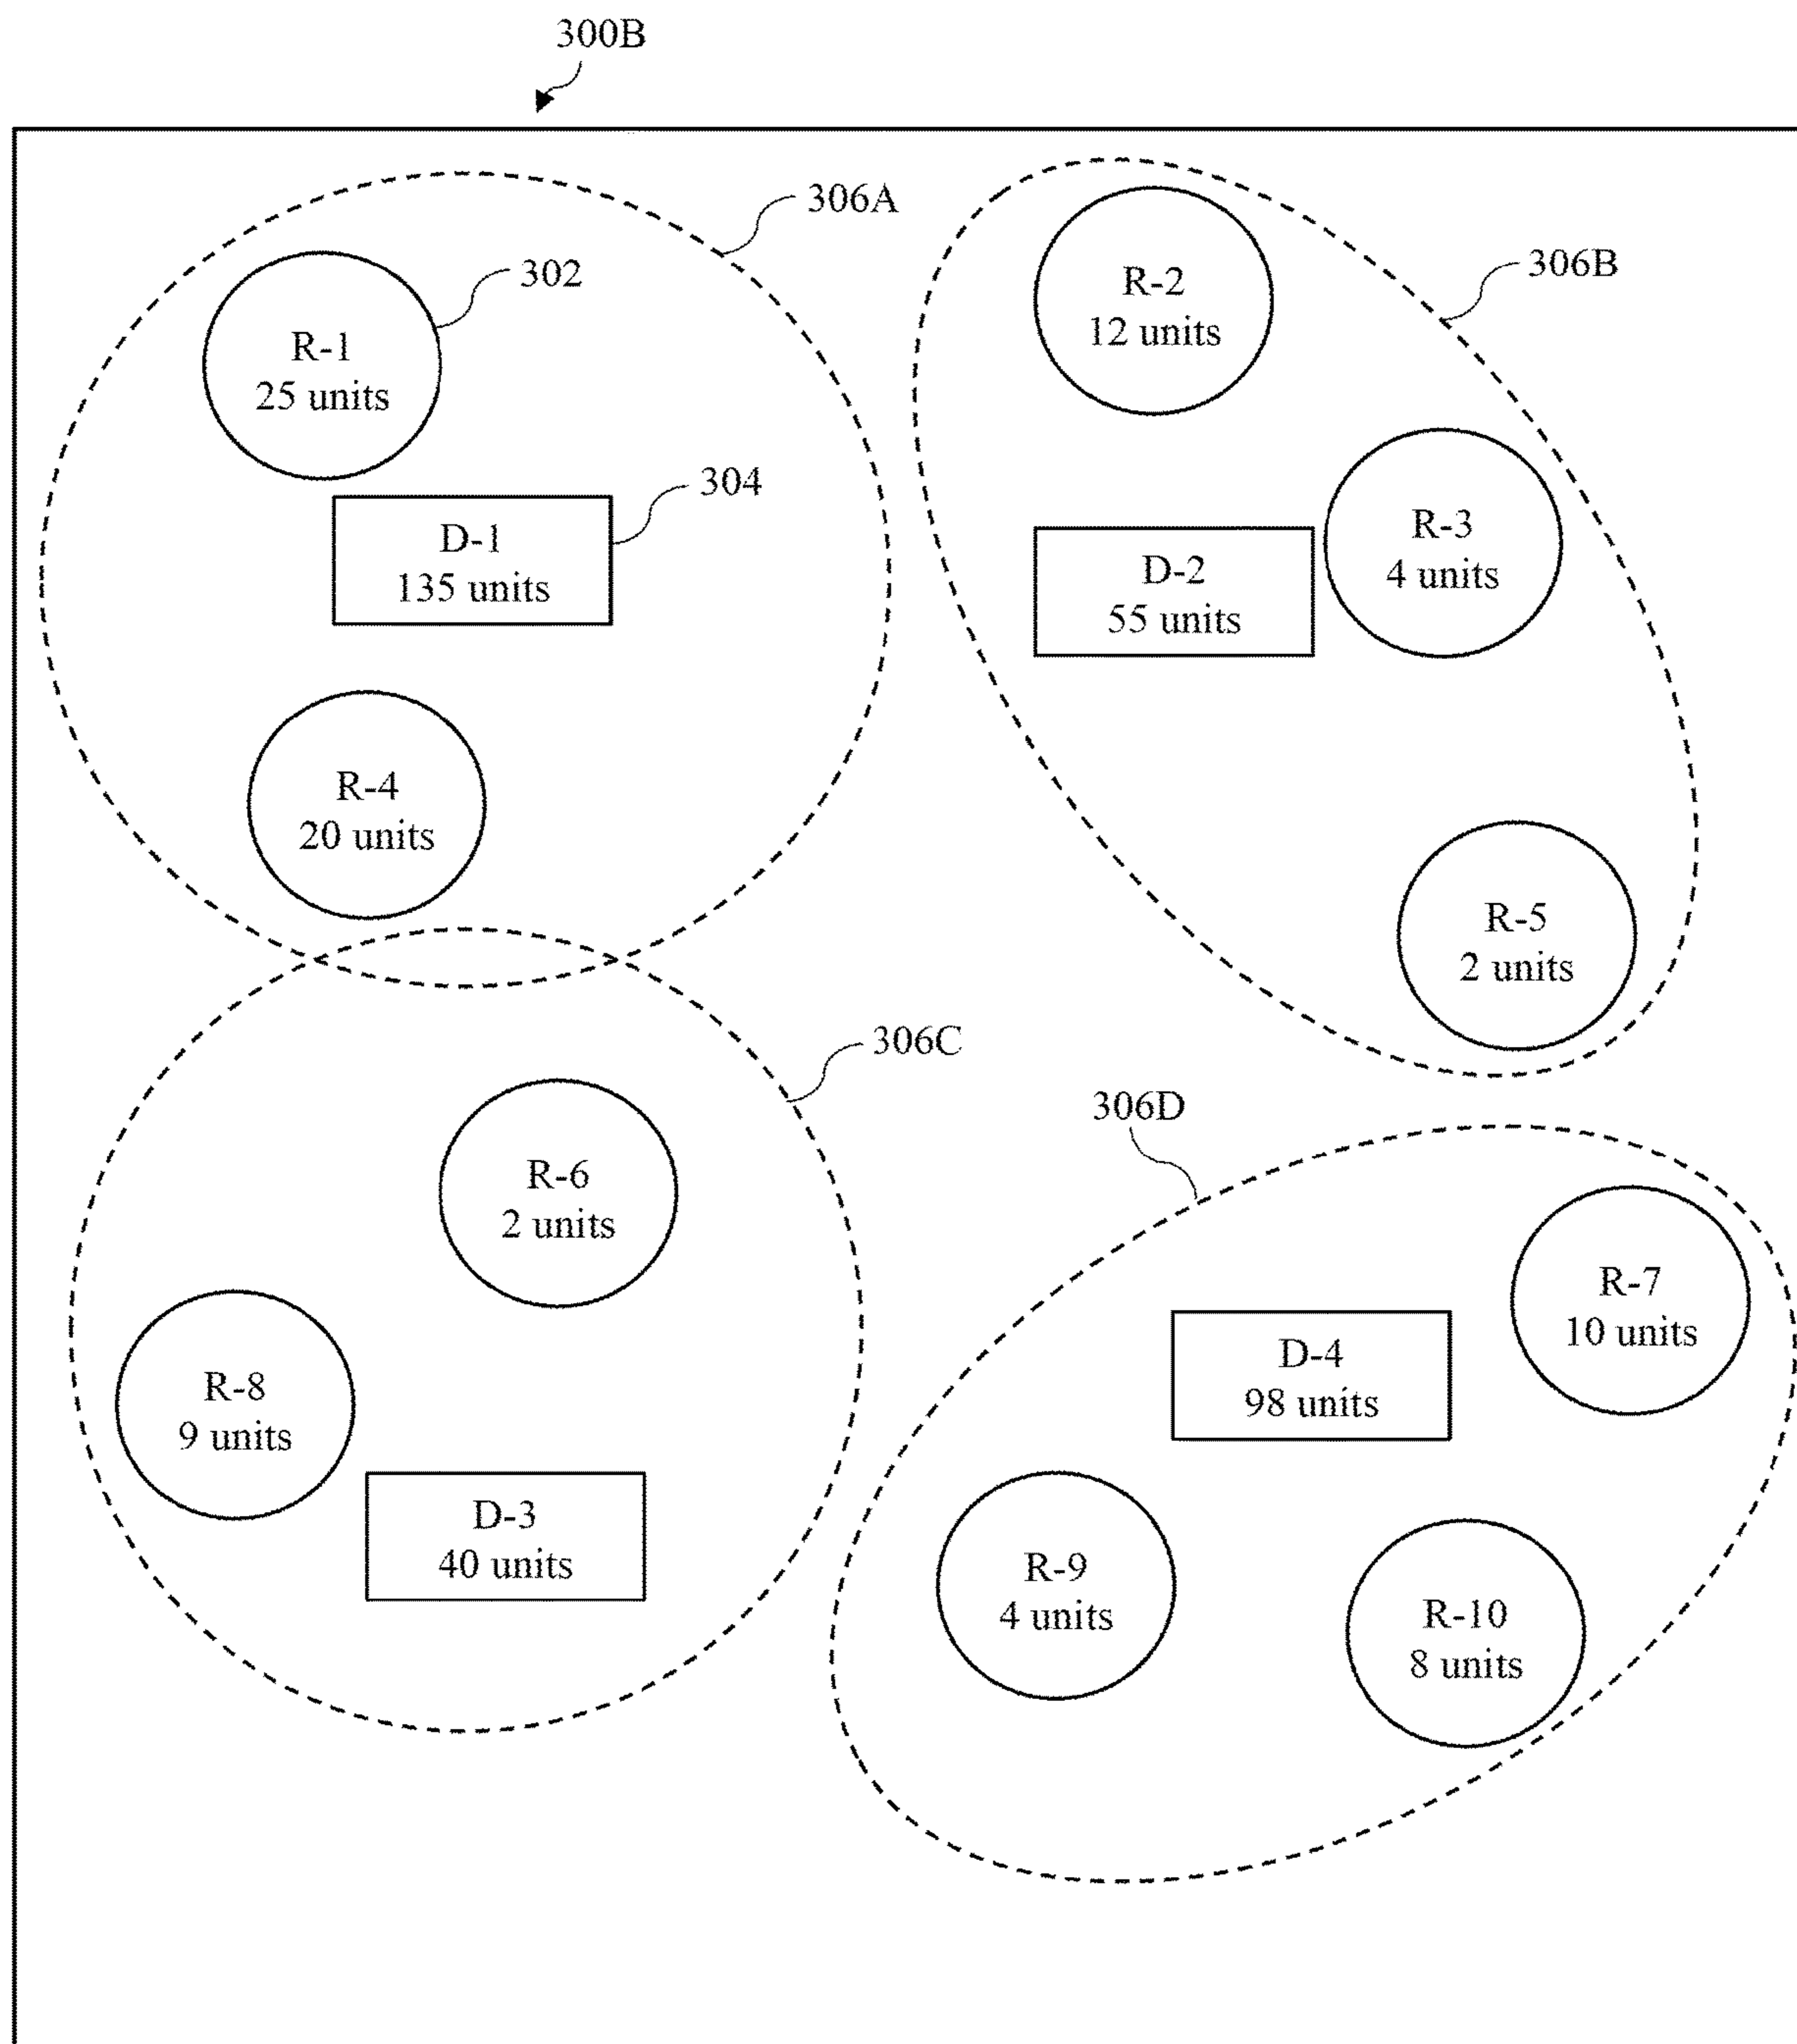 300B
306A
306B
302
R-1
25 units
R-2
12 units
304
D-1
135 units
R-3
4 units
D-2
55 units
R-4
20 units
R-5
2 units
306C
306D
R-6
2 units
R-7
10 units
R-8
9 units
D-4
98 units
D-3
40 units
R-9
4 units
R-10
8 units